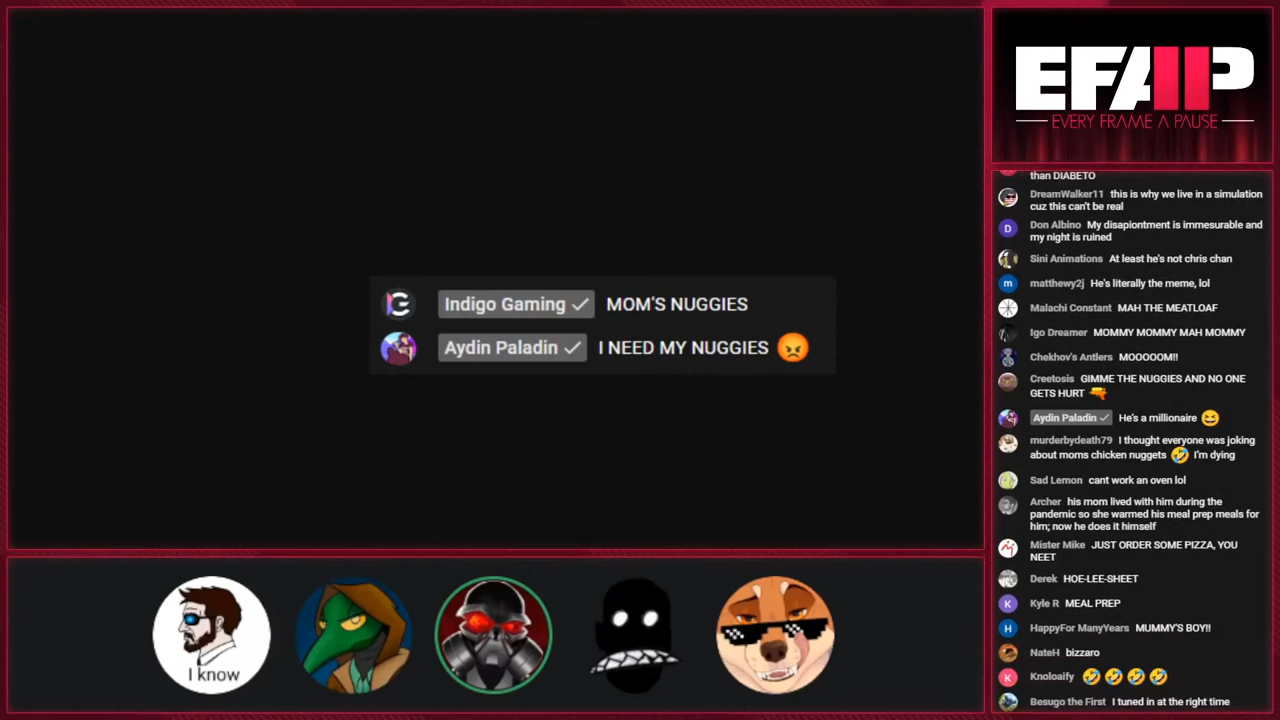 EFAP
EVERY FRAME A PAUSE
Indigo Gaming MOM'S NUGGIES
Aydin Paladin I NEED MY NUGGIES 😡
I know
than DIABETO
DreamWalker11 this is why we live in a simulation
cuz this can't be real
Don Albino My disapiontment is immesurable and
my night is ruined
Sini Animations At least he's not chris chan
matthewy2j He's literally the meme, lol
Malachi Constant MAH THE MEATLOAF
Igo Dreamer MOMMY MOMMY MAH MOMMY
Chekhov's Antlers MOOOOOM!!
Creetosis GIMME THE NUGGIES AND NO ONE
GETS HURT 🔫
Aydin Paladin He's a millionaire 😆
murderbydeath79 I thought everyone was joking
about moms chicken nuggets 🤣 I'm dying
Sad Lemon cant work an oven lol
Archer his mom lived with him during the
pandemic so she warmed his meal prep meals for
him; now he does it himself
Mister Mike JUST ORDER SOME PIZZA, YOU
NEET
Derek HOE-LEE-SHEET
K
Kyle R MEAL PREP
H
HappyFor ManyYears MUMMY'S BOY!!
NateH bizzaro
K
Knoloaify 🤣 🤣 🤣 🤣
Besugo the First I tuned in at the right time